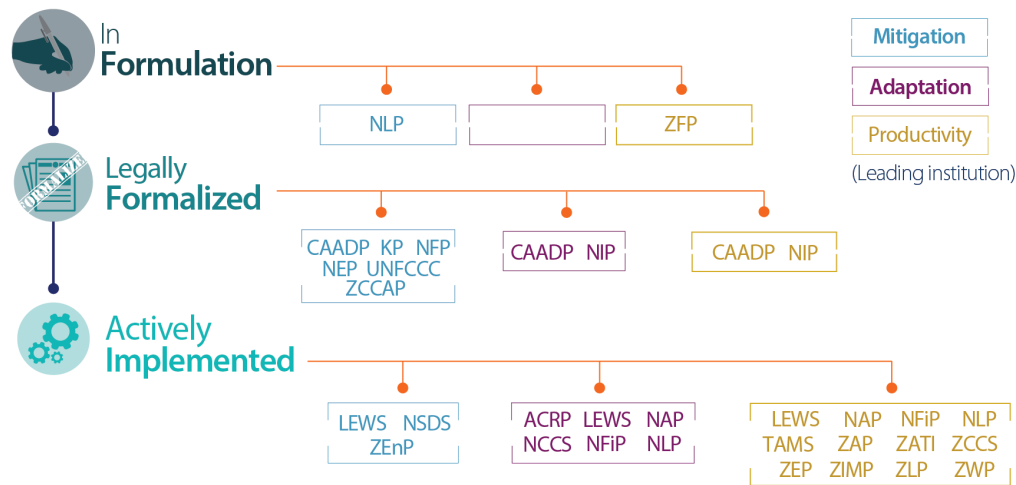 In
Formulation
Mitigation
Adaptation
Productivity
(Leading institution)
NLP
ZFP
FORMALIZE
Legally
Formalized
CAADP KP NFP
NEP UNFCCC
ZCCAP
CAADP NIP
CAADP NIP
Actively
Implemented
LEWS NSDS
ZEnP
ACRP LEWS NAP
NCCS NFiP NLP
LEWS NAP NFiP NLP
TAMS ZAP ZATI ZCCS
ZEP ZIMP ZLP ZWP